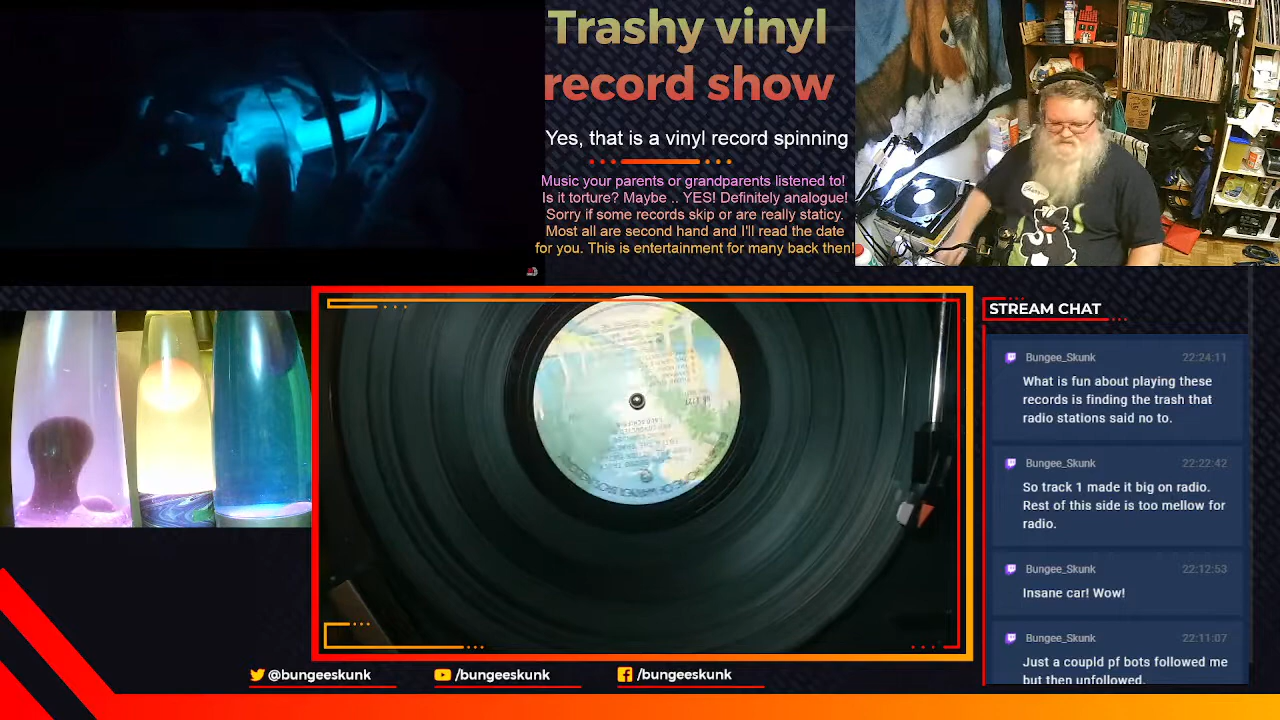 Trashy vinyl
record show
Yes, that is a vinyl record spinning
Music your parents or grandparents listened to!
Is it torture? Maybe .. YES! Definitely analogue!
Sorry if some records skip or are really staticy.
Most all are second hand and I'll read the date
for you. This is entertainment for many back then!
STREAM CHAT
Bungee_Skunk 22:24:11
What is fun about playing these
records is finding the trash that
radio stations said no to.
Bungee_Skunk 22:22:42
So track 1 made it big on radio.
Rest of this side is too mellow for
radio.
Bungee_Skunk 22:12:53
Insane car! Wow!
Bungee_Skunk 22:11:07
Just a coupld pf bots followed me
but then unfollowed.
@bungeeskunk
/bungeeskunk
/bungeeskunk